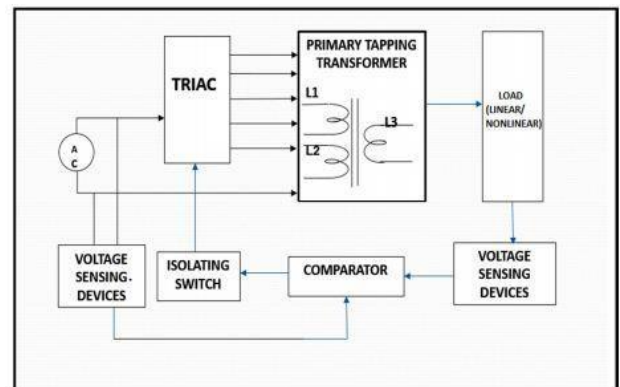 TRIAC
PRIMARY TAPPING
TRANSFORMER
L1
L2
L3
LOAD
(LINEAR/
NONLINEAR)
A
C
VOLTAGE
SENSING-
DEVICES
ISOLATING
SWITCH
COMPARATOR
VOLTAGE
SENSING
DEVICES